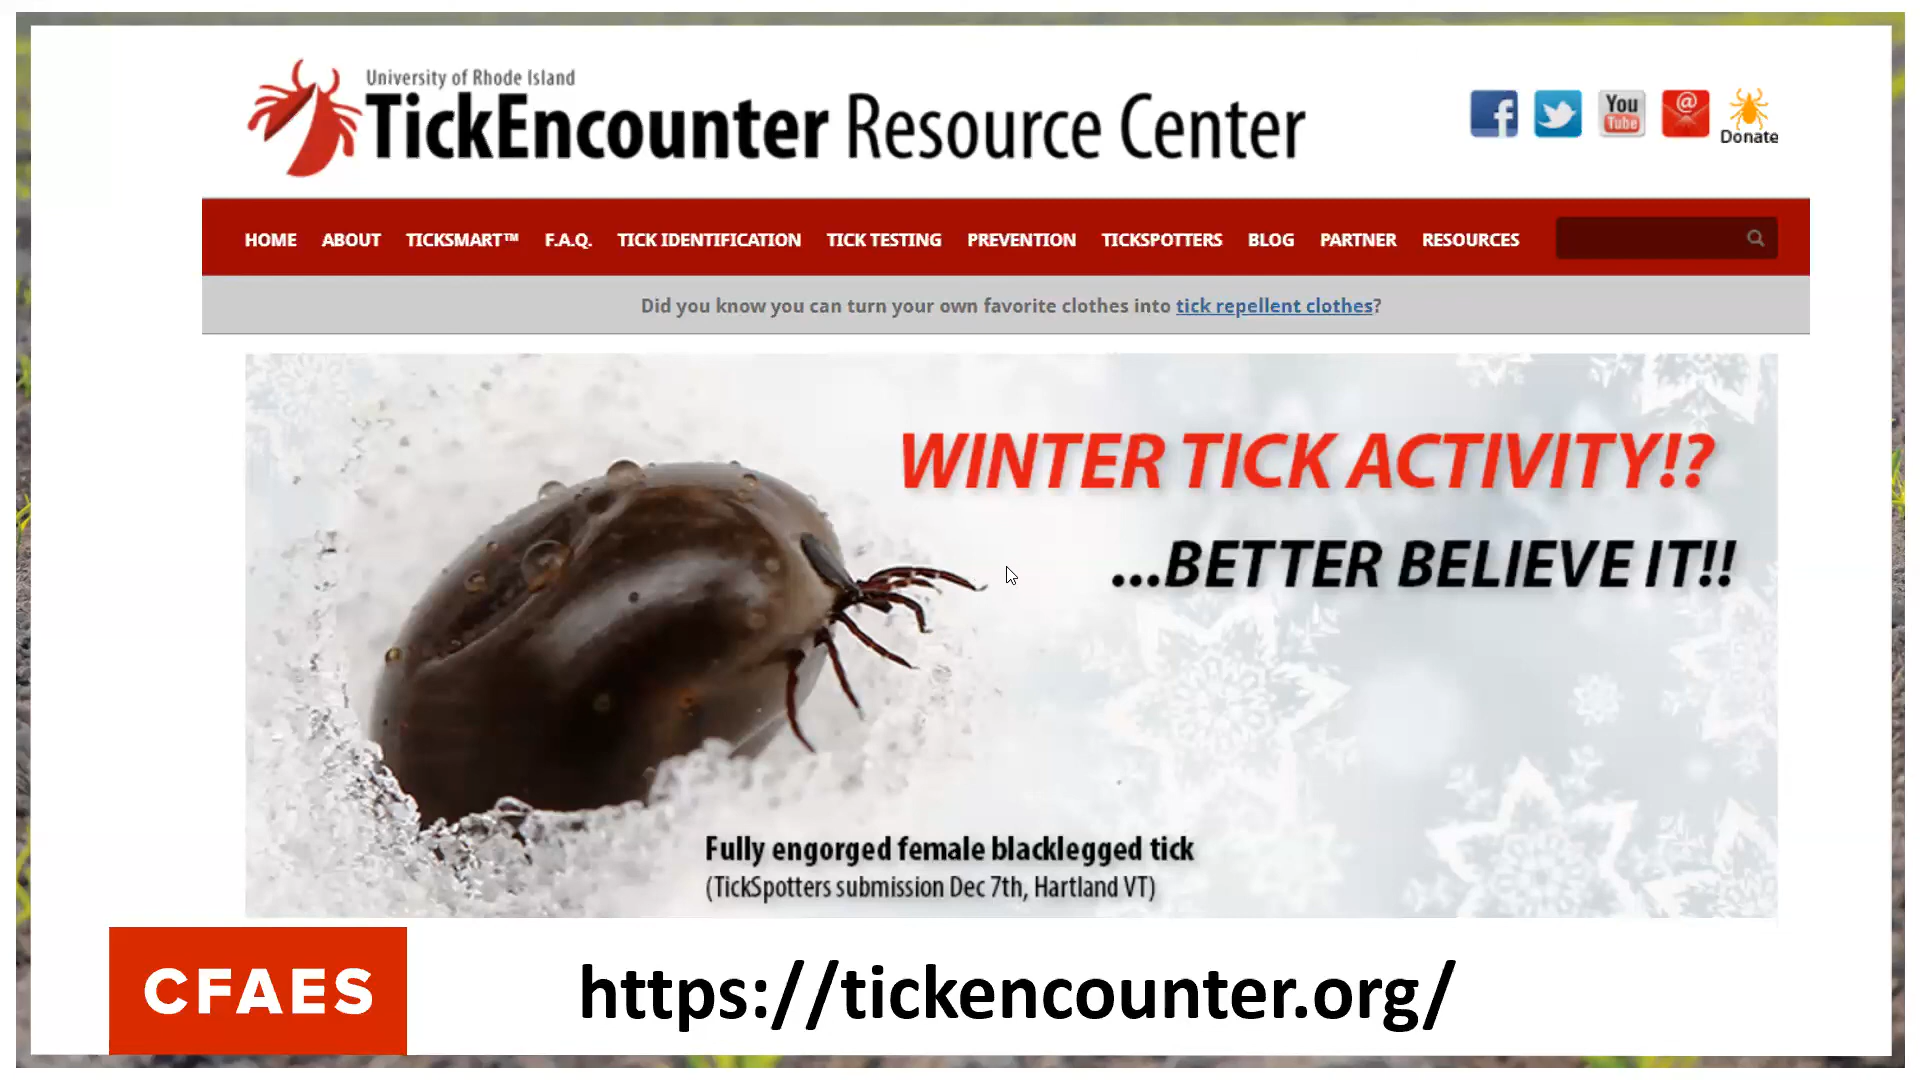 University of Rhode Island
TickEncounter Resource Center
You
Tube
@
Donate
HOME ABOUT TICKSMART™ F.A.Q. TICK IDENTIFICATION TICK TESTING PREVENTION TICKSPOTTERS BLOG PARTNER RESOURCES
Did you know you can turn your own favorite clothes into tick repellent clothes?
WINTER TICK ACTIVITY!?
...BETTER BELIEVE IT!!
Fully engorged female blacklegged tick
(TickSpotters submission Dec 7th, Hartland VT)
CFAES
https://tickencounter.org/